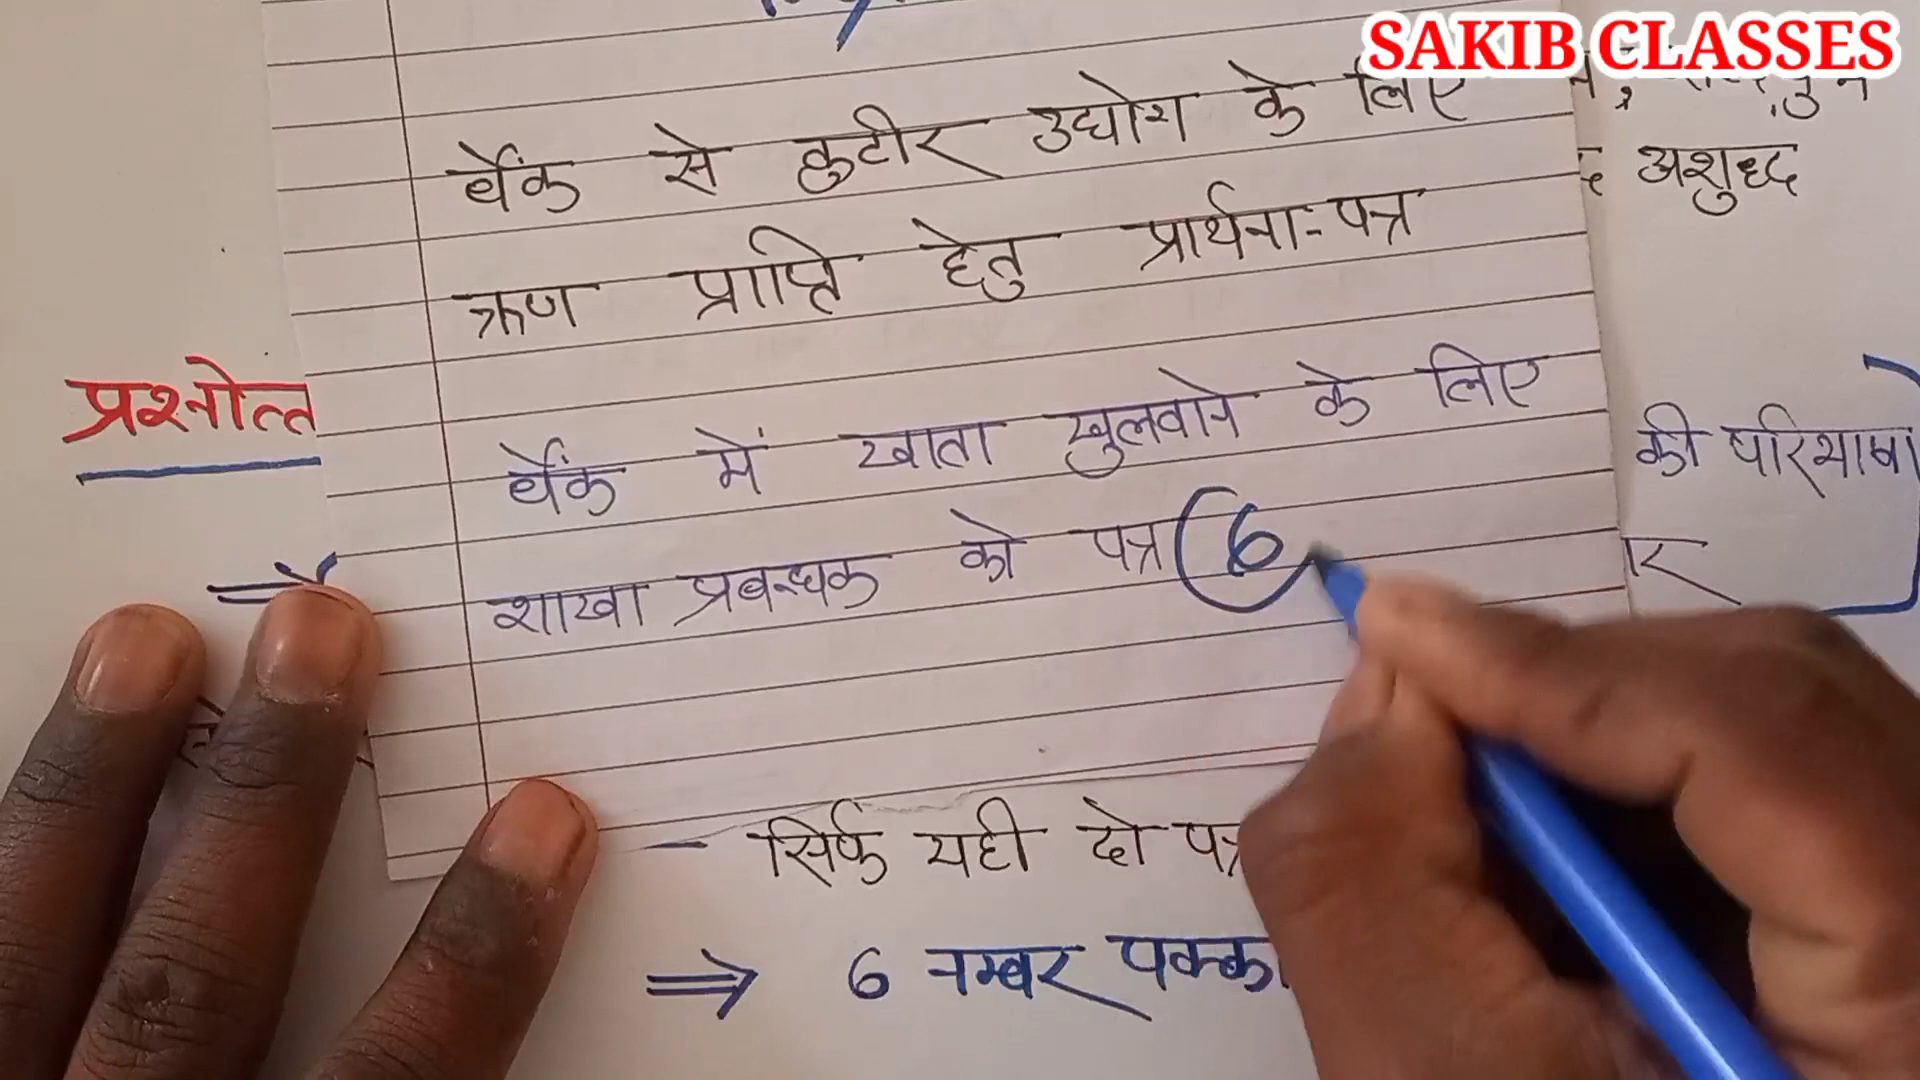 SAKIB CLASSES
बैंक से कुटीर उद्योग के लिए
अशुध्द
ऋण प्राप्ति हेतु प्रार्थना-पत्र
प्रश्नोत्त
बैंक में खाता खुलवाने के लिए
की परिभाषा
शाखा प्रबन्धक को पत्र 6
सिर्फ यही दो पत्र
⇒ 6 नम्बर पक्का